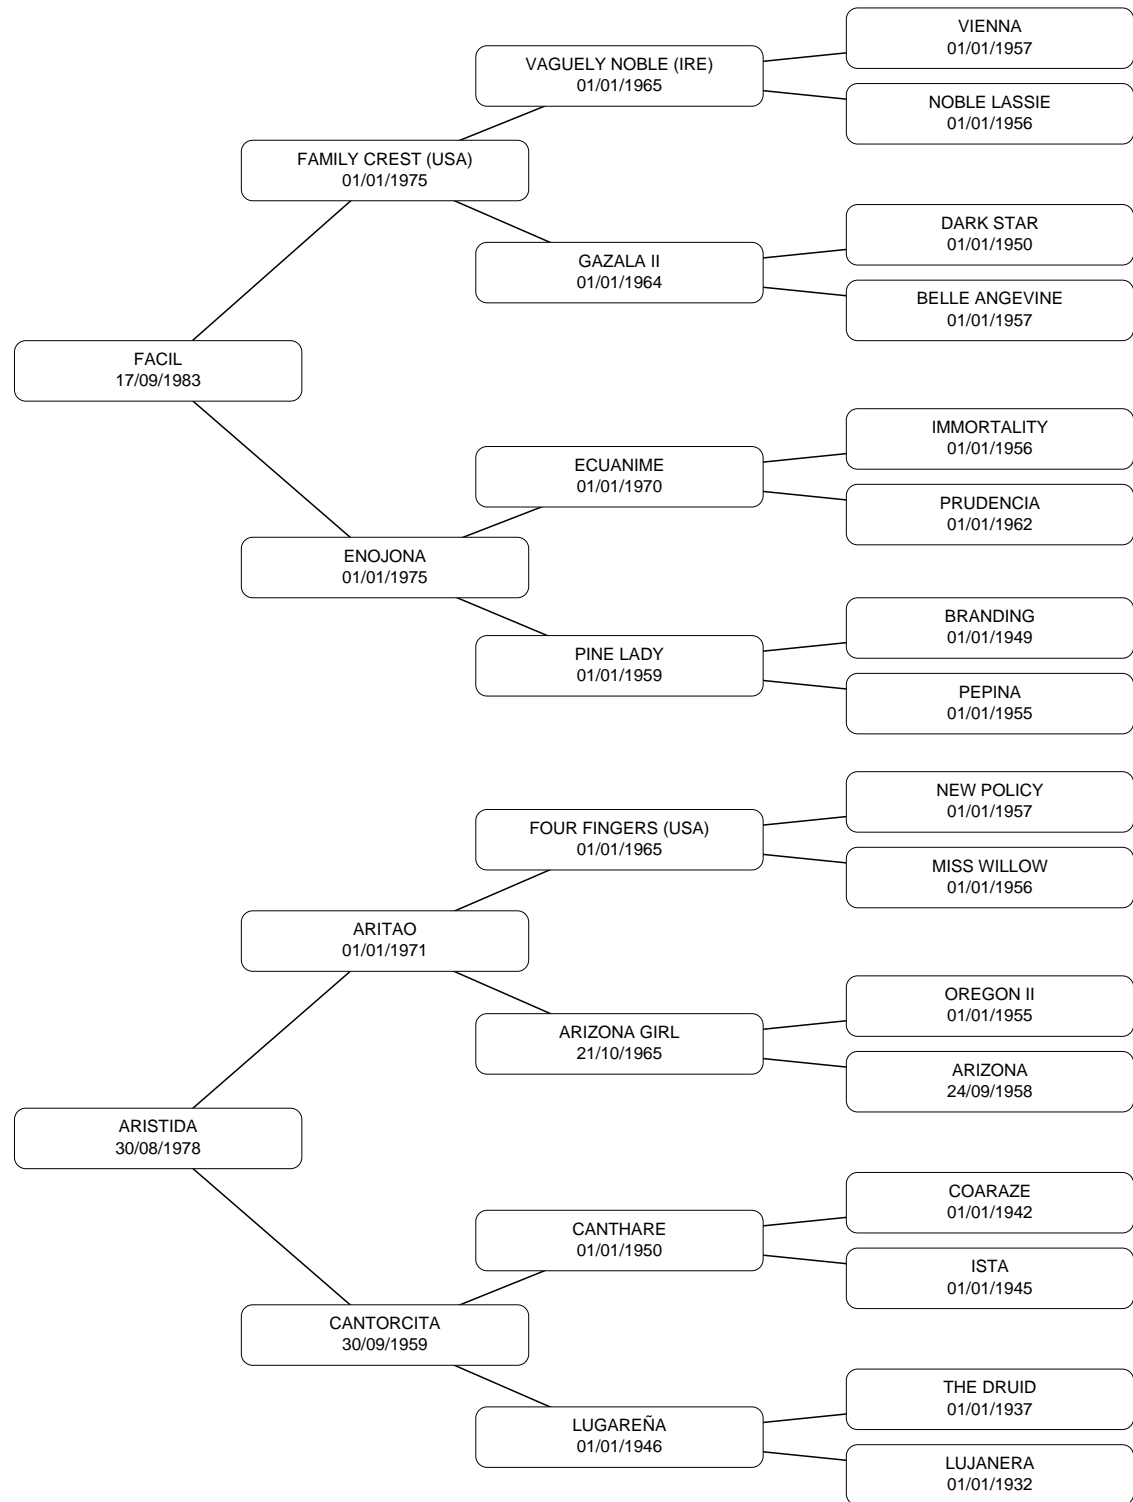 VIENNA
01/01/1957
VAGUELY NOBLE (IRE)
01/01/1965
NOBLE LASSIE
01/01/1956
FAMILY CREST (USA)
01/01/1975
DARK STAR
01/01/1950
GAZALA II
01/01/1964
BELLE ANGEVINE
01/01/1957
FACIL
17/09/1983
IMMORTALITY
01/01/1956
ECUANIME
01/01/1970
PRUDENCIA
01/01/1962
ENOJONA
01/01/1975
BRANDING
01/01/1949
PINE LADY
01/01/1959
PEPINA
01/01/1955
NEW POLICY
01/01/1957
FOUR FINGERS (USA)
01/01/1965
MISS WILLOW
01/01/1956
ARITAO
01/01/1971
OREGON II
01/01/1955
ARIZONA GIRL
21/10/1965
ARIZONA
24/09/1958
ARISTIDA
30/08/1978
COARAZE
01/01/1942
CANTHARE
01/01/1950
ISTA
01/01/1945
CANTORCITA
30/09/1959
THE DRUID
01/01/1937
LUGAREÑA
01/01/1946
LUJANERA
01/01/1932